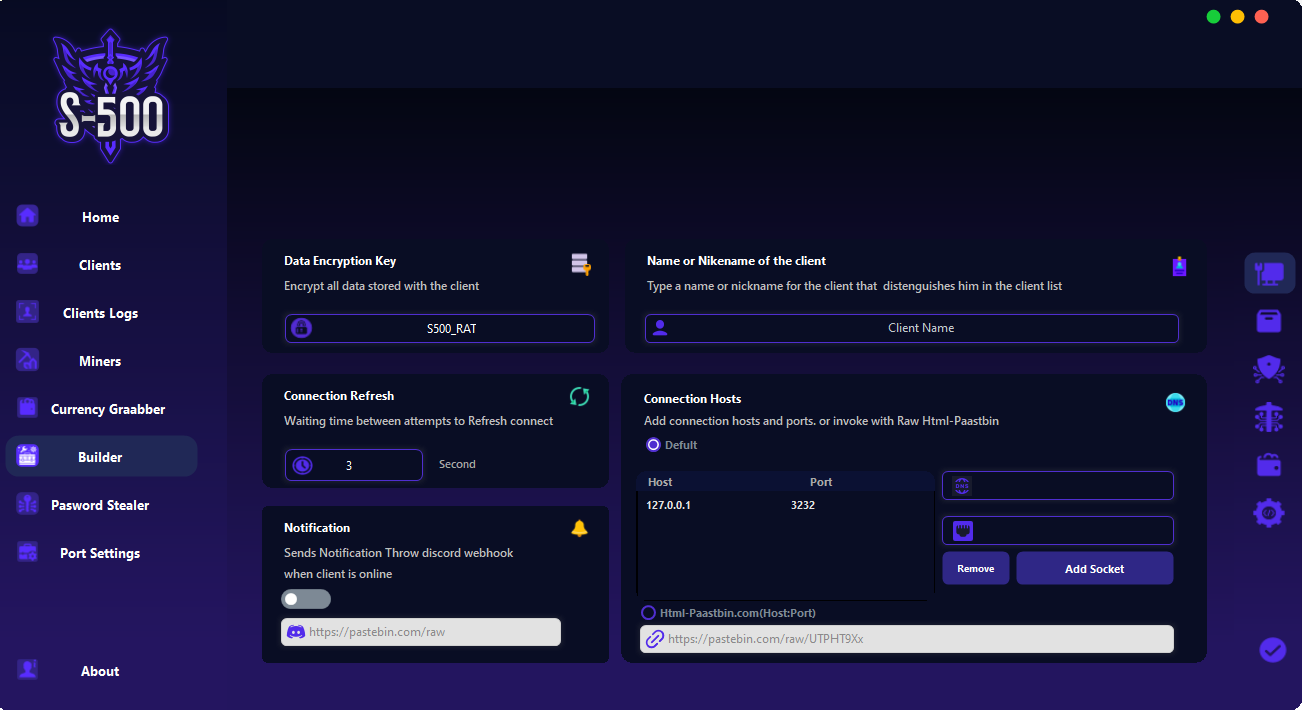 S-500
Home
Clients
Clients Logs
Miners
Currency Graabber
Builder
Pasword Stealer
Port Settings
About
Data Encryption Key
Encrypt all data stored with the client
S500_RAT
Name or Nikename of the client
Type a name or nickname for the client that  distenguishes him in the client list
Client Name
Connection Refresh
Waiting time between attempts to Refresh connect
3 Second
Notification
Sends Notification Throw discord webhook
when client is online
https://pastebin.com/raw
Connection Hosts
DNS
Add connection hosts and ports. or invoke with Raw Html-Paastbin
Defult
Host Port
127.0.0.1 3232
DNS
Remove Add Socket
Html-Paastbin.com(Host:Port)
https://pastebin.com/raw/UTPHT9Xx